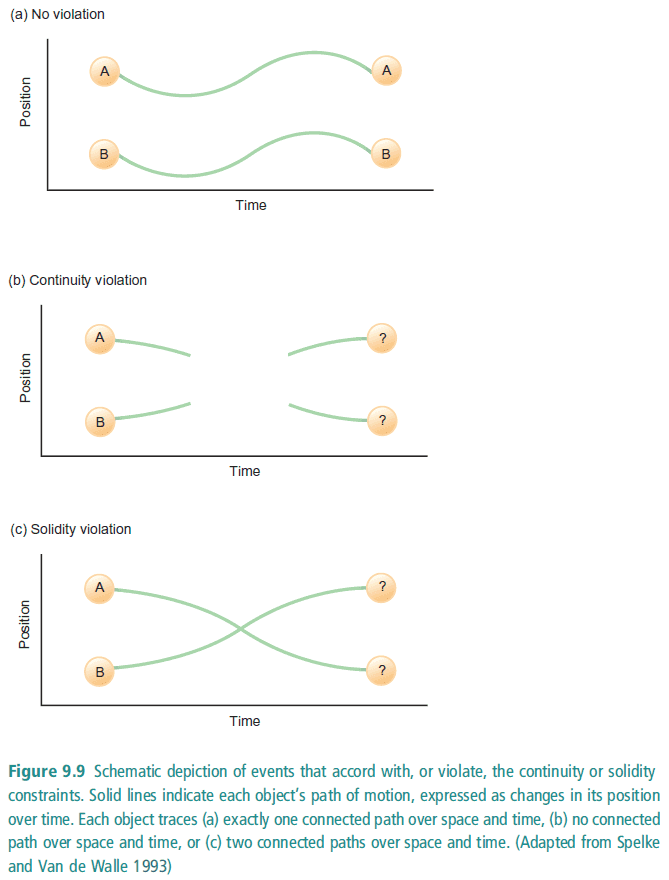 (a) No violation
A
A
Position
B
B
Time
(b) Continuity violation
A
?
Position
B
?
Time
(c) Solidity violation
A
?
Position
B
?
Time
Figure 9.9 Schematic depiction of events that accord with, or violate, the continuity or solidity
constraints. Solid lines indicate each object's path of motion, expressed as changes in its position
over time. Each object traces (a) exactly one connected path over space and time, (b) no connected
path over space and time, or (c) two connected paths over space and time. (Adapted from Spelke
and Van de Walle 1993)